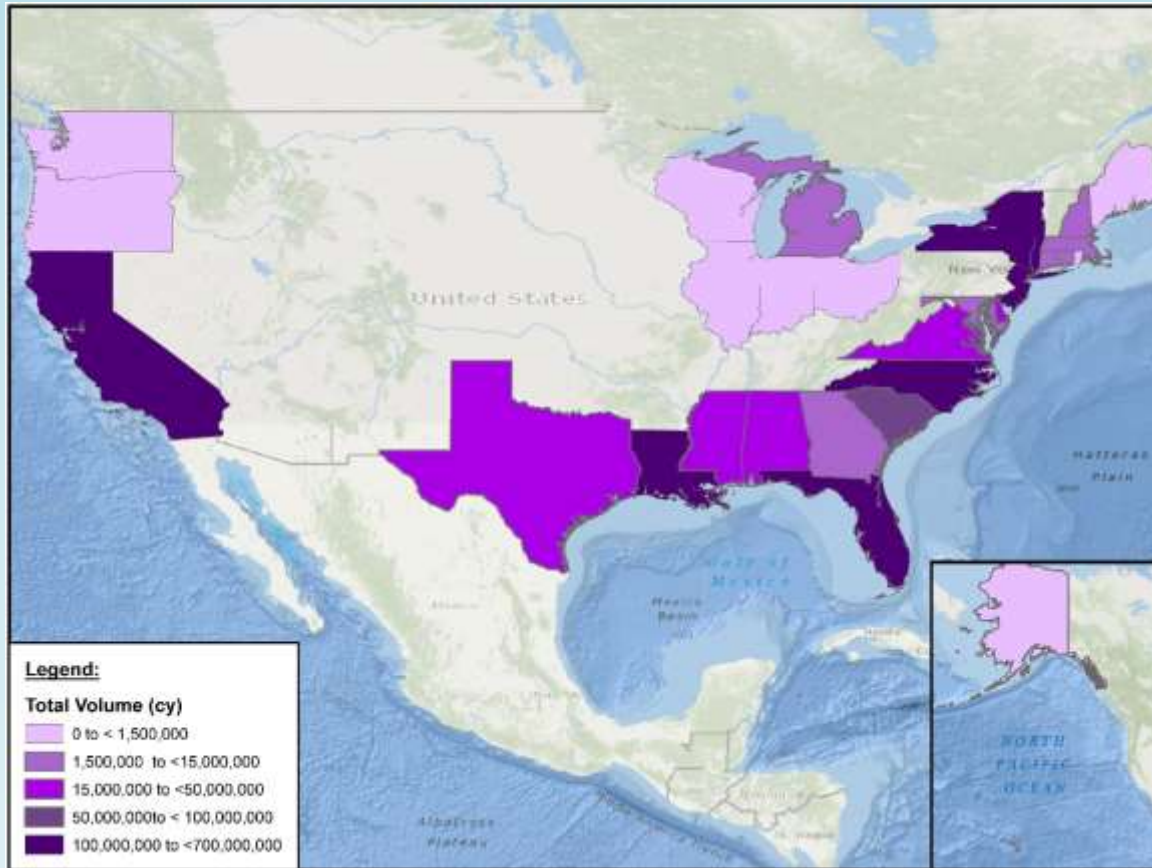 United States
New Yo
Hatteras
Plain
Gulf of
Mexico
Mexico
Basin
Legend:
Total Volume (cy)
0 to < 1,500,000
1,500,000 to <15,000,000
15,000,000 to <50,000,000
50,000,000to < 100,000,000
100,000,000 to <700,000,000
Albatross
Plateau
NORTH
PACIFIC
OCEAN